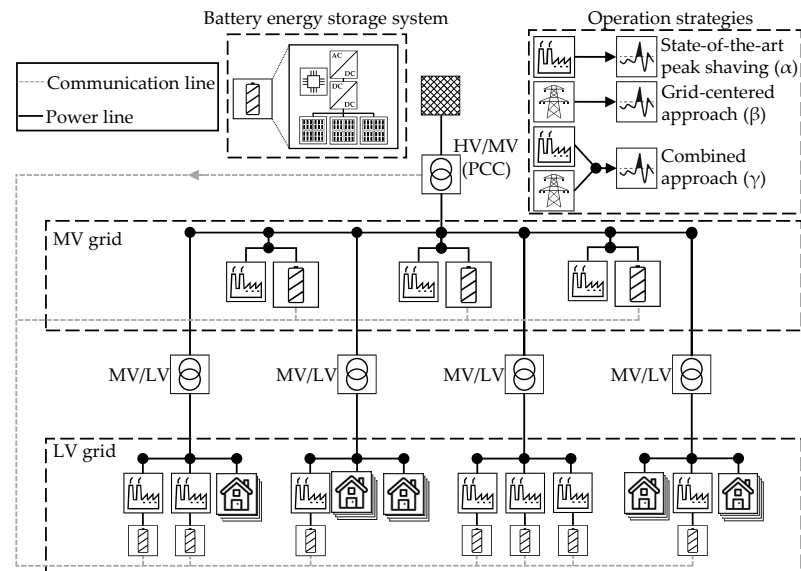 Battery energy storage system
Operation strategies
Communication line
Power line
AC
DC
DC
DC
State-of-the-art
peak shaving (α)
Grid-centered
approach (β)
Combined
approach (γ)
HV/MV
(PCC)
MV grid
MV/LV
MV/LV
MV/LV
MV/LV
LV grid